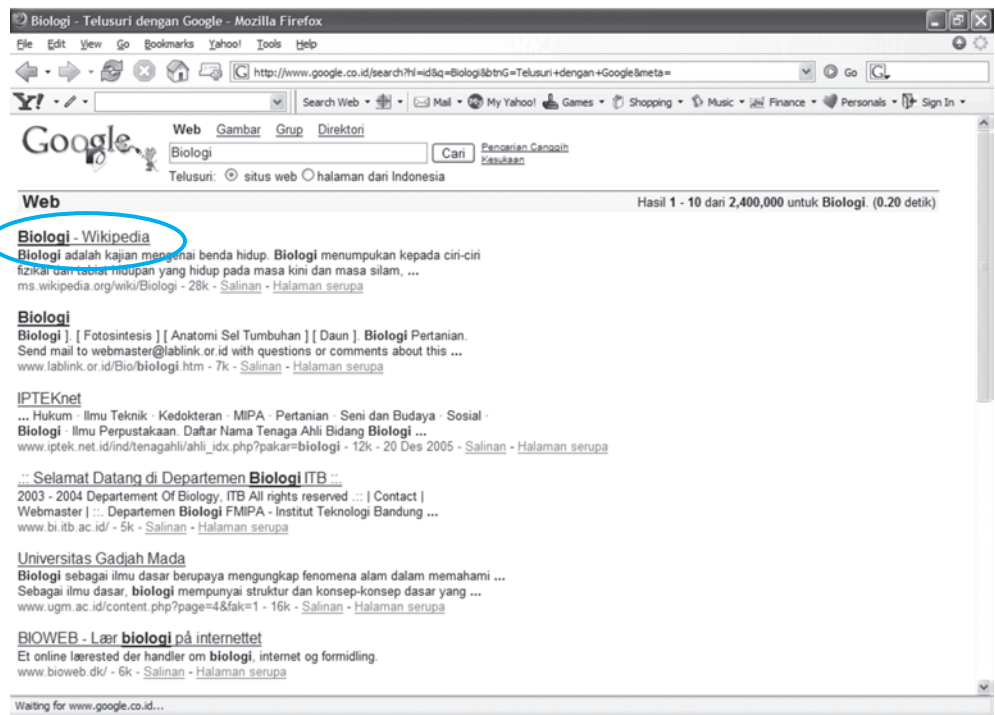 Biologi - Telusuri dengan Google - Mozilla Firefox
File Edit View Go Bookmarks Yahoo! Tools Help
G http://www.google.co.id/search?hl=id&q=Biologi&btnG=Telusuri+dengan+Google&meta= Go G
Y! Search Web Mail My Yahoo! Games Shopping Music Finance Personals Sign In
Google Web Gambar Grup Direktori
Biologi Cari Pencarian Canggih
Kesukaan
Telusuri: situs web halaman dari Indonesia
Web Hasil 1 - 10 dari 2,400,000 untuk Biologi. (0.20 detik)
Biologi - Wikipedia
Biologi adalah kajian mengenai benda hidup. Biologi menumpukan kepada ciri-ciri
fizikal dan tabiat hidupan yang hidup pada masa kini dan masa silam, ...
ms.wikipedia.org/wiki/Biologi - 28k - Salinan - Halaman serupa
Biologi
Biologi ]. [ Fotosintesis ] [ Anatomi Sel Tumbuhan ] [ Daun ]. Biologi Pertanian.
Send mail to webmaster@lablink.or.id with questions or comments about this ...
www.lablink.or.id/Bio/biologi.htm - 7k - Salinan - Halaman serupa
IPTEKnet
... Hukum · Ilmu Teknik · Kedokteran · MIPA · Pertanian · Seni dan Budaya · Sosial ·
Biologi · Ilmu Perpustakaan. Daftar Nama Tenaga Ahli Bidang Biologi ...
www.iptek.net.id/ind/tenagahli/ahli_idx.php?pakar=biologi - 12k - 20 Des 2005 - Salinan - Halaman serupa
.:: Selamat Datang di Departemen Biologi ITB ::.
2003 - 2004 Departement Of Biology, ITB All rights reserved .:: | Contact |
Webmaster | ::. Departemen Biologi FMIPA - Institut Teknologi Bandung ...
www.bi.itb.ac.id/ - 5k - Salinan - Halaman serupa
Universitas Gadjah Mada
Biologi sebagai ilmu dasar berupaya mengungkap fenomena alam dalam memahami ...
Sebagai ilmu dasar, biologi mempunyai struktur dan konsep-konsep dasar yang ...
www.ugm.ac.id/content.php?page=4&fak=1 - 16k - Salinan - Halaman serupa
BIOWEB - Lær biologi på internettet
Et online lærested der handler om biologi, internet og formidling.
www.bioweb.dk/ - 6k - Salinan - Halaman serupa
Waiting for www.google.co.id...